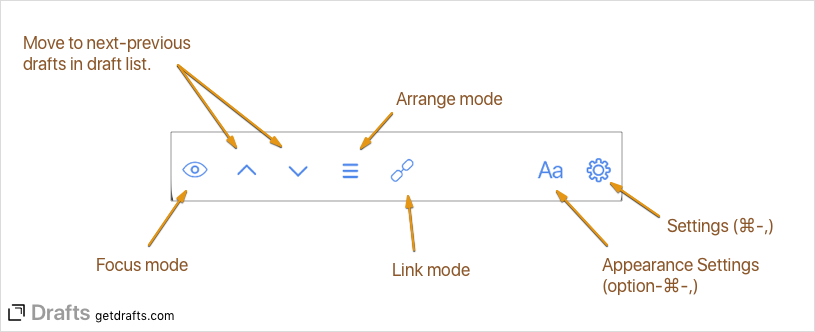 Move to next-previous
drafts in draft list.
Arrange mode
Aa
Settings (⌘-,)
Focus mode
Link mode
Appearance Settings
(option-⌘-,)
Drafts getdrafts.com